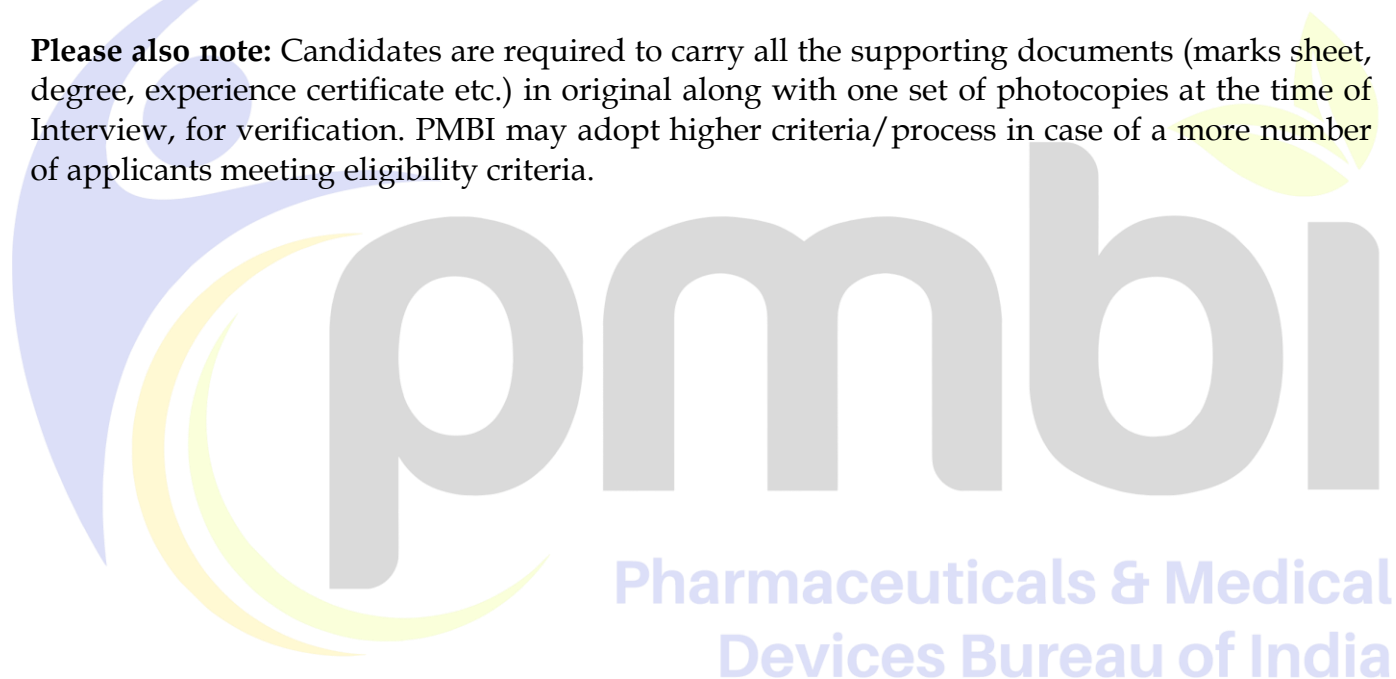 Please also note: Candidates are required to carry all the supporting documents (marks sheet,
degree, experience certificate etc.) in original along with one set of photocopies at the time of
Interview, for verification. PMBI may adopt higher criteria/process in case of a more number
of applicants meeting eligibility criteria.
pmbi
Pharmaceuticals & Medical
Devices Bureau of India